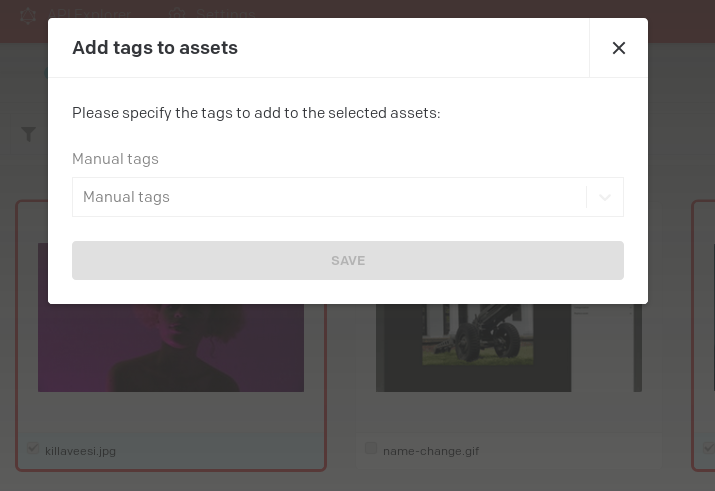 API Explorer Settings
Add tags to assets
Please specify the tags to add to the selected assets:
Manual tags
Manual tags
SAVE
killaveesi.jpg
name-change.gif